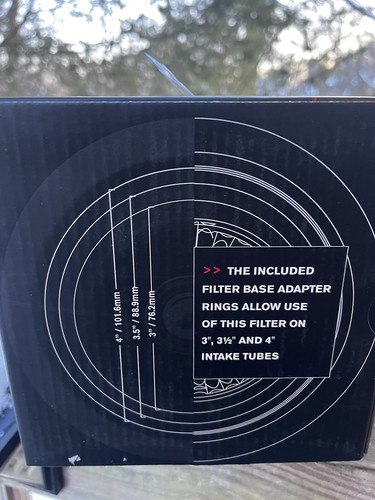 4" / 101.6mm
3.5" / 88.9mm
3" / 76.2mm
>> THE INCLUDED
FILTER BASE ADAPTER
RINGS ALLOW USE
OF THIS FILTER ON
3", 3½" AND 4"
INTAKE TUBES